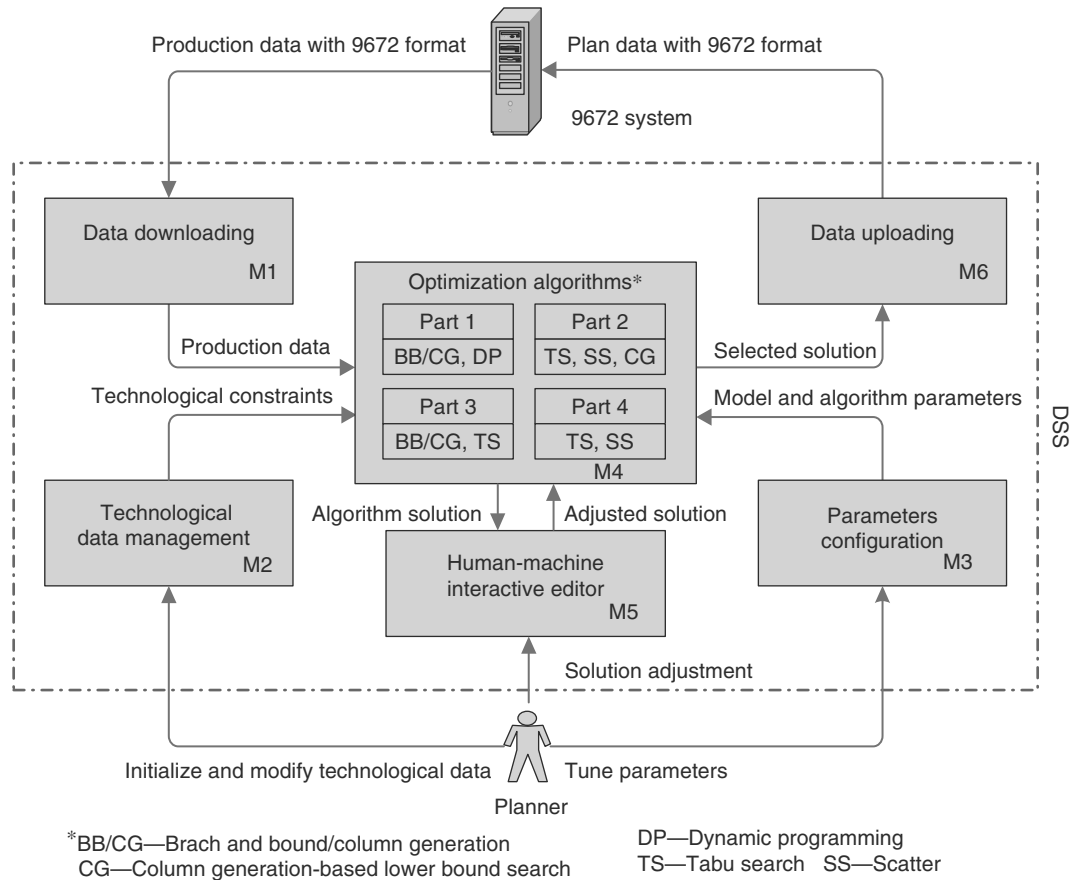 Production data with 9672 format
Plan data with 9672 format
9672 system
Data downloading
M1
Data uploading
M6
Optimization algorithms*
Part 1
BB/CG, DP
Part 2
TS, SS, CG
Part 3
BB/CG, TS
Part 4
TS, SS
M4
Production data
Selected solution
Technological constraints
Model and algorithm parameters
DSS
Technological
data management
M2
Algorithm solution
Adjusted solution
Parameters
configuration
M3
Human-machine
interactive editor
M5
Solution adjustment
Initialize and modify technological data
Tune parameters
Planner
*BB/CG—Brach and bound/column generation
CG—Column generation-based lower bound search
DP—Dynamic programming
TS—Tabu search SS—Scatter